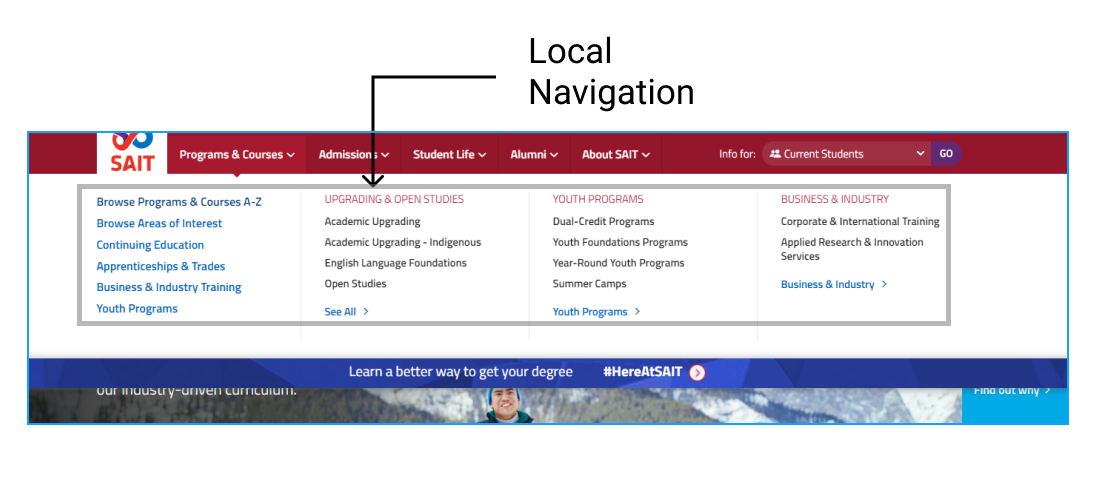 Local
Navigation
SAIT
Programs & Courses
Admissions
Student Life
Alumni
About SAIT
Info for:
Current Students
GO
Browse Programs & Courses A-Z
Browse Areas of Interest
Continuing Education
Apprenticeships & Trades
Business & Industry Training
Youth Programs
UPGRADING & OPEN STUDIES
Academic Upgrading
Academic Upgrading - Indigenous
English Language Foundations
Open Studies
See All
YOUTH PROGRAMS
Dual-Credit Programs
Youth Foundations Programs
Year-Round Youth Programs
Summer Camps
Youth Programs
BUSINESS & INDUSTRY
Corporate & International Training
Applied Research & Innovation
Services
Business & Industry
Learn a better way to get your degree #HereAtSAIT
our industry-driven curriculum.
Find out why